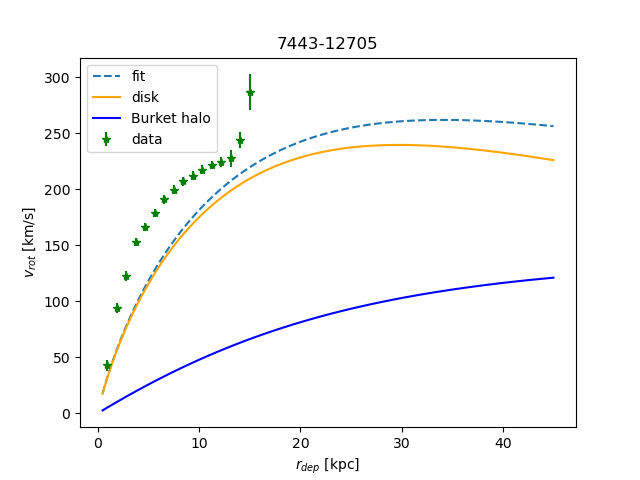 7443-12705
fit
disk
Burket halo
data
300
250
200
150
100
50
0
v_rot [km/s]
0 10 20 30 40
r_dep [kpc]